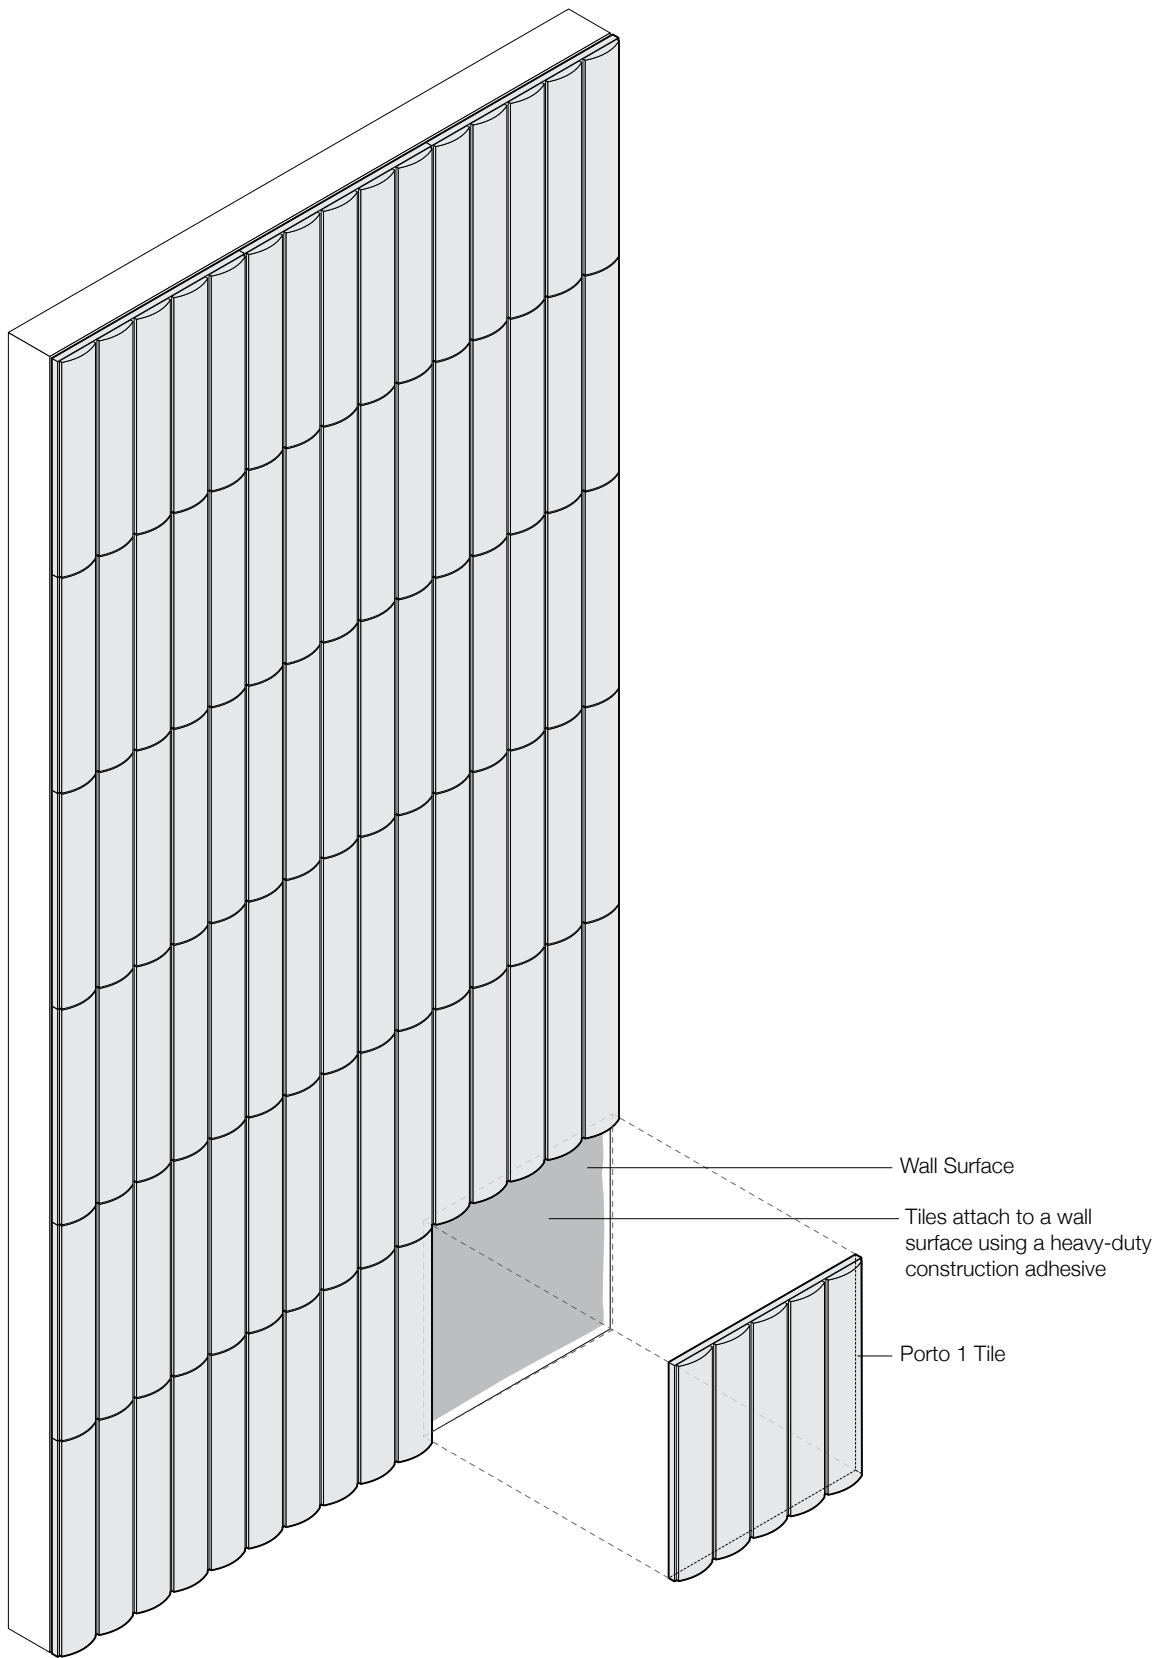 Wall Surface
Tiles attach to a wall
surface using a heavy-duty
construction adhesive
Porto 1 Tile